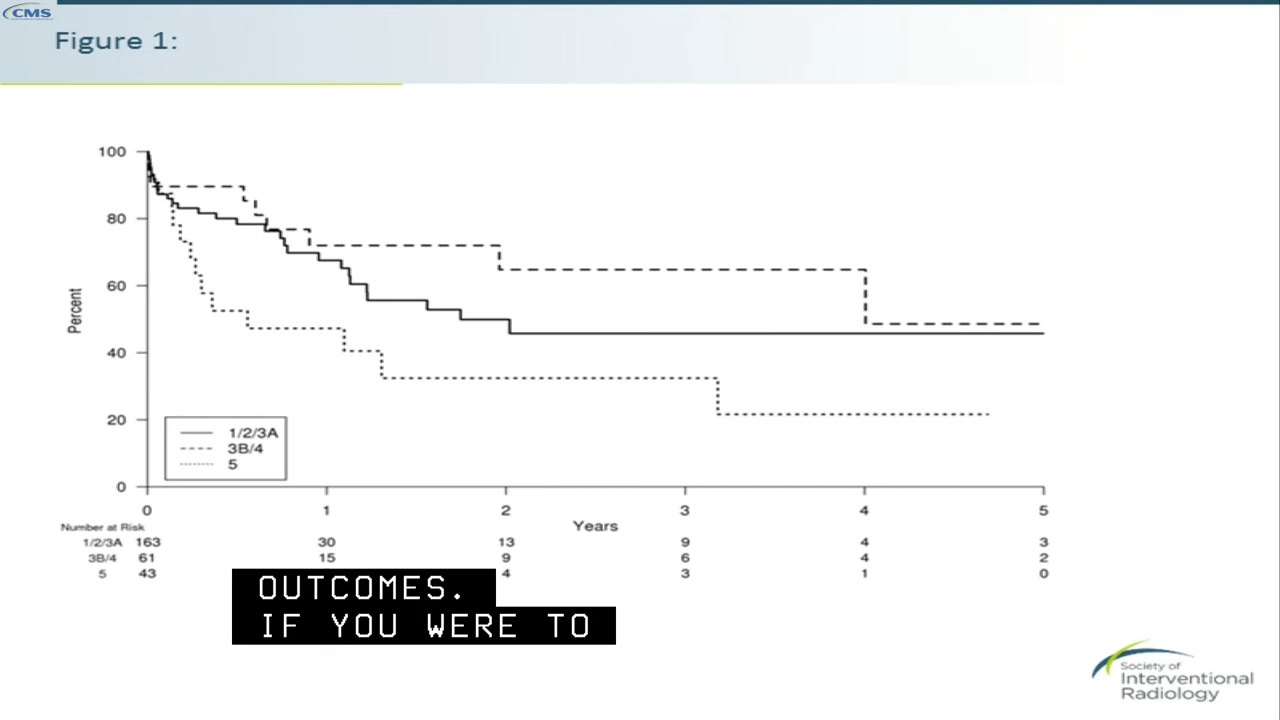 CMS
Figure 1:
100
80
60
40
20
0
Percent
1/2/3A
3B/4
5
0 1 2 3 4 5
Years
Number at Risk
1/2/3A 163 30 13 9 4 3
3B/4 61 15 9 6 4 2
5 43 4 3 1 0
OUTCOMES.
IF YOU WERE TO
Society of
Interventional
Radiology